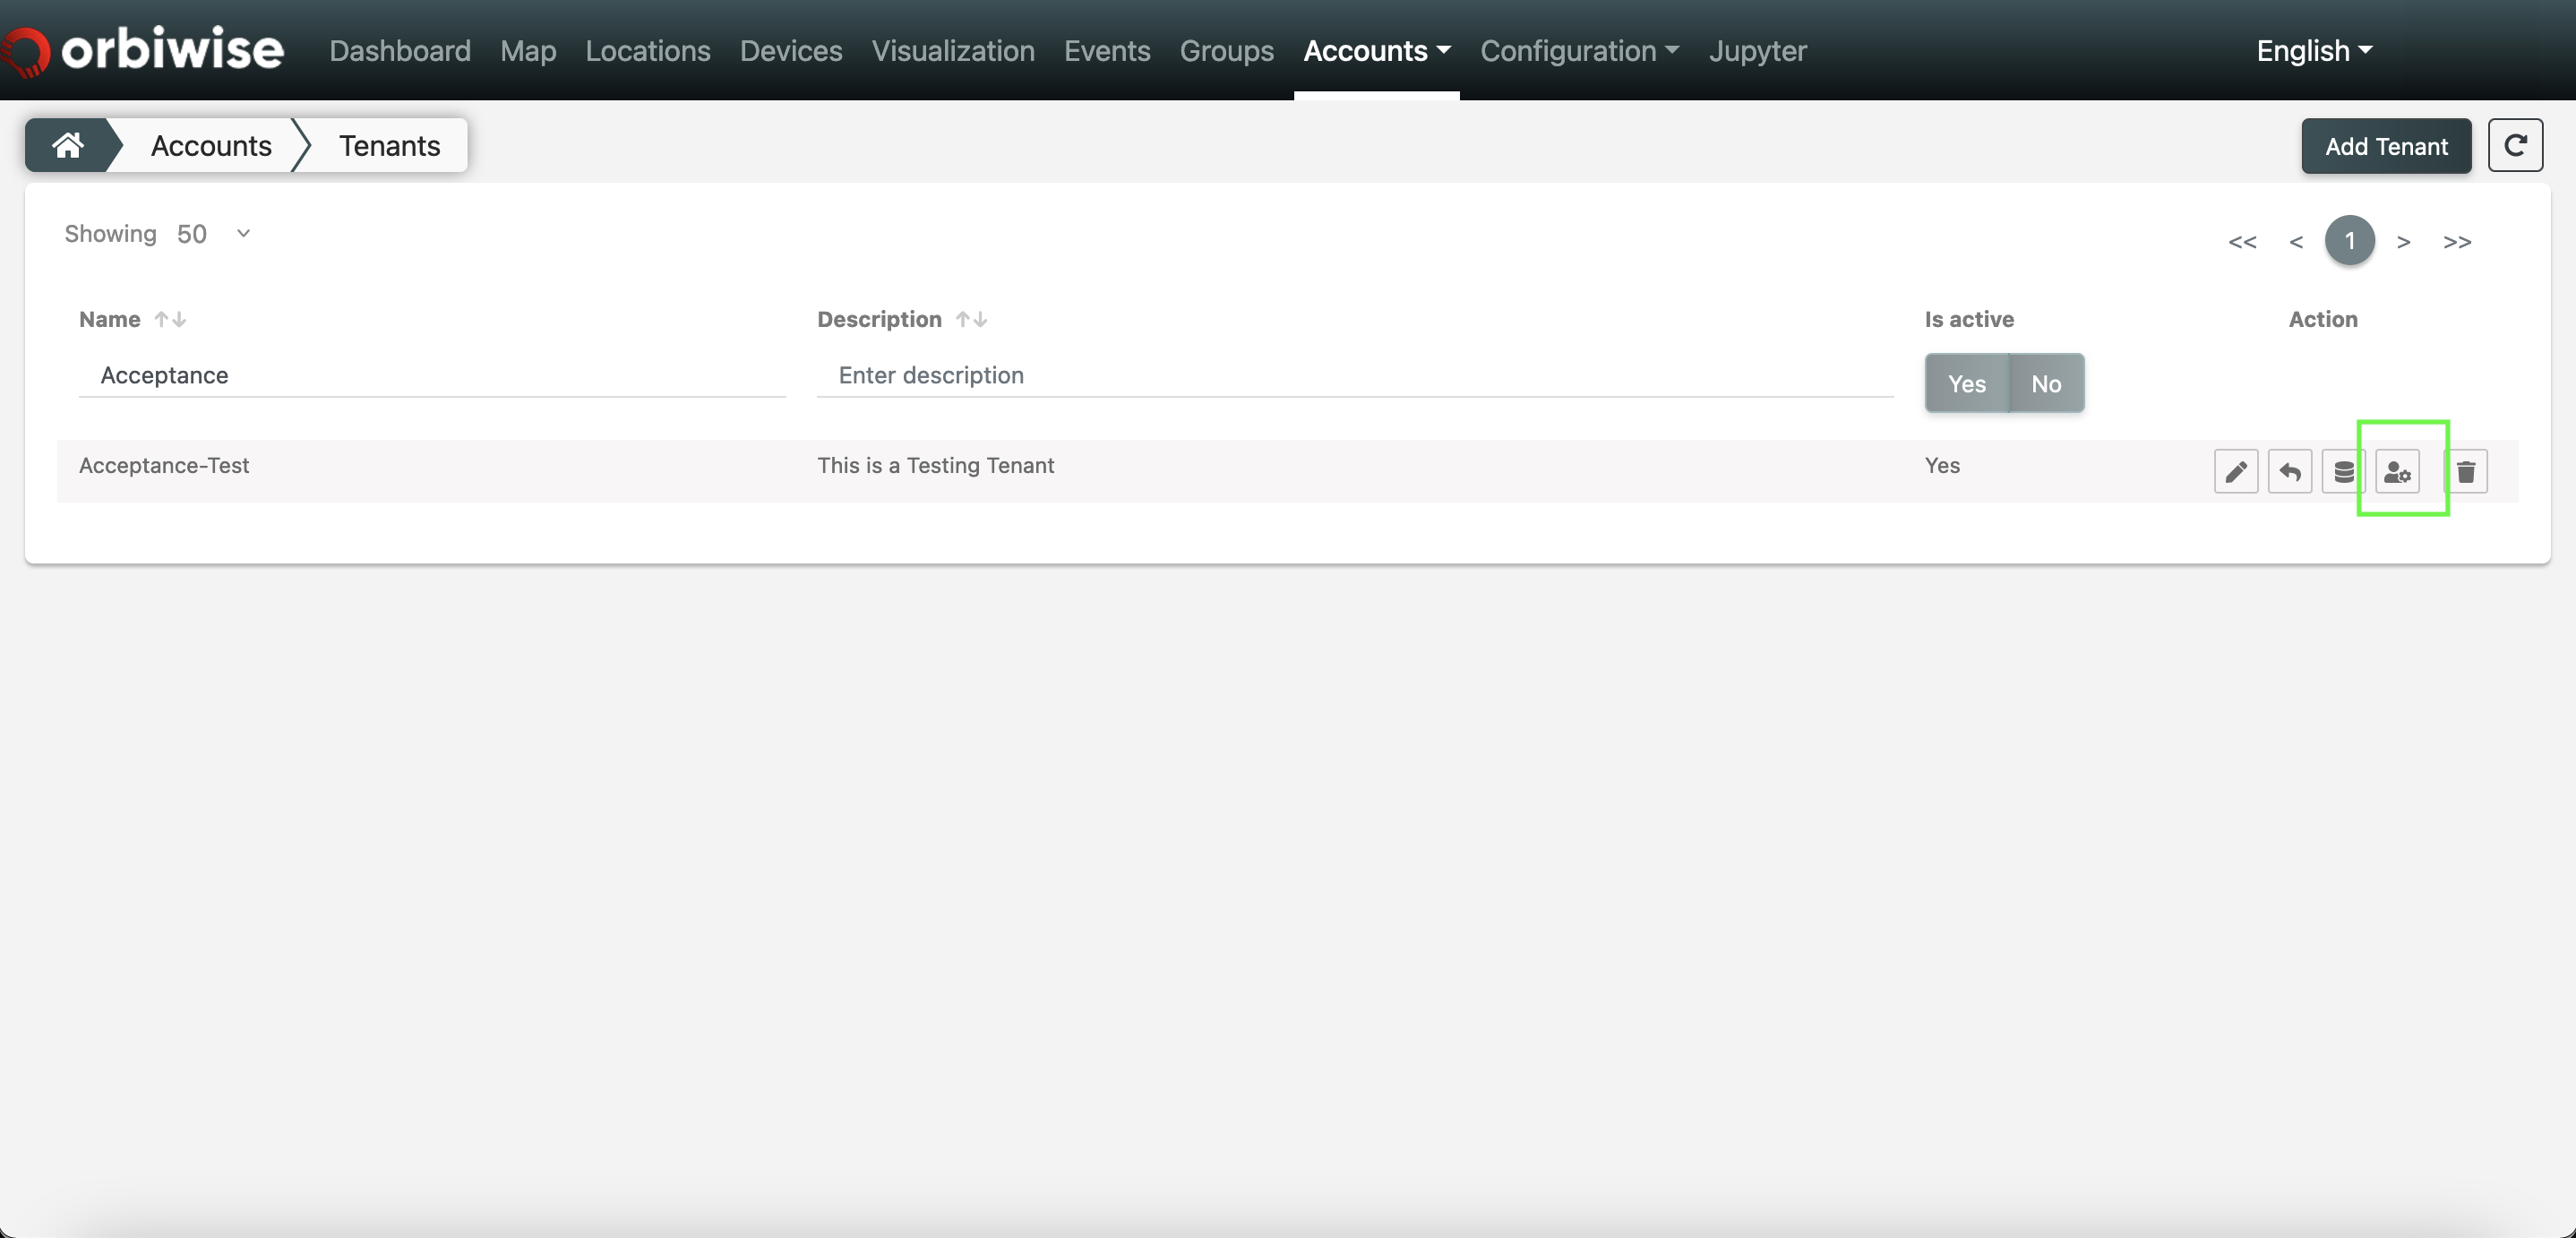 orbiwise Dashboard Map Locations Devices Visualization Events Groups Accounts Configuration Jupyter English
Accounts Tenants Add Tenant
Showing 50 << < 1 > >>
Name Description Is active Action
Acceptance Enter description Yes No
Acceptance-Test This is a Testing Tenant Yes